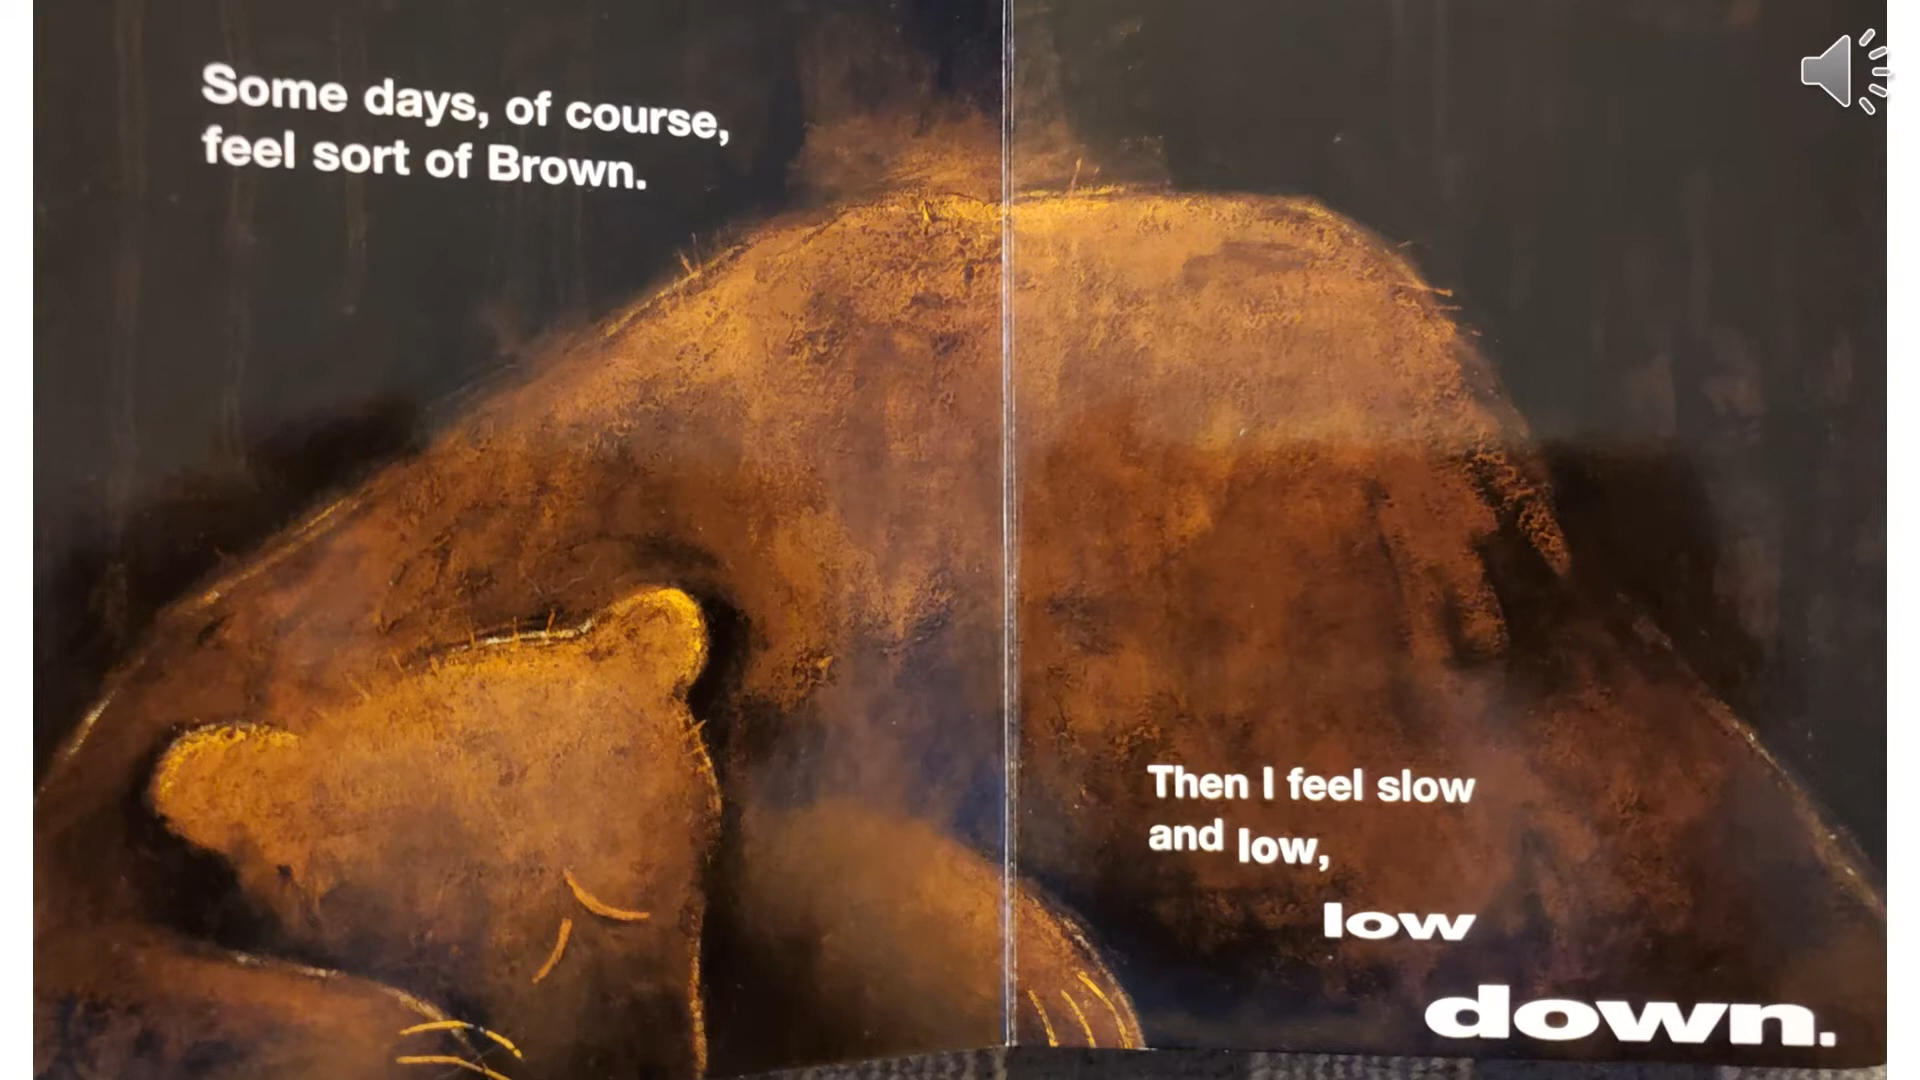 Some days, of course,
feel sort of Brown.
Then I feel slow
and low,
low
down.